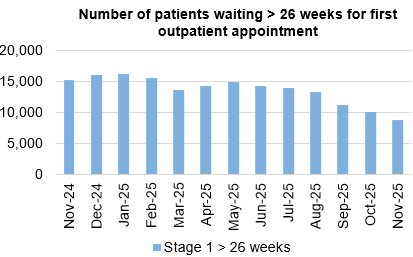 Number of patients waiting > 26 weeks for first
outpatient appointment
20,000
15,000
10,000
5,000
0
Nov-24
Dec-24
Jan-25
Feb-25
Mar-25
Apr-25
May-25
Jun-25
Jul-25
Aug-25
Sep-25
Oct-25
Nov-25
Stage 1 > 26 weeks